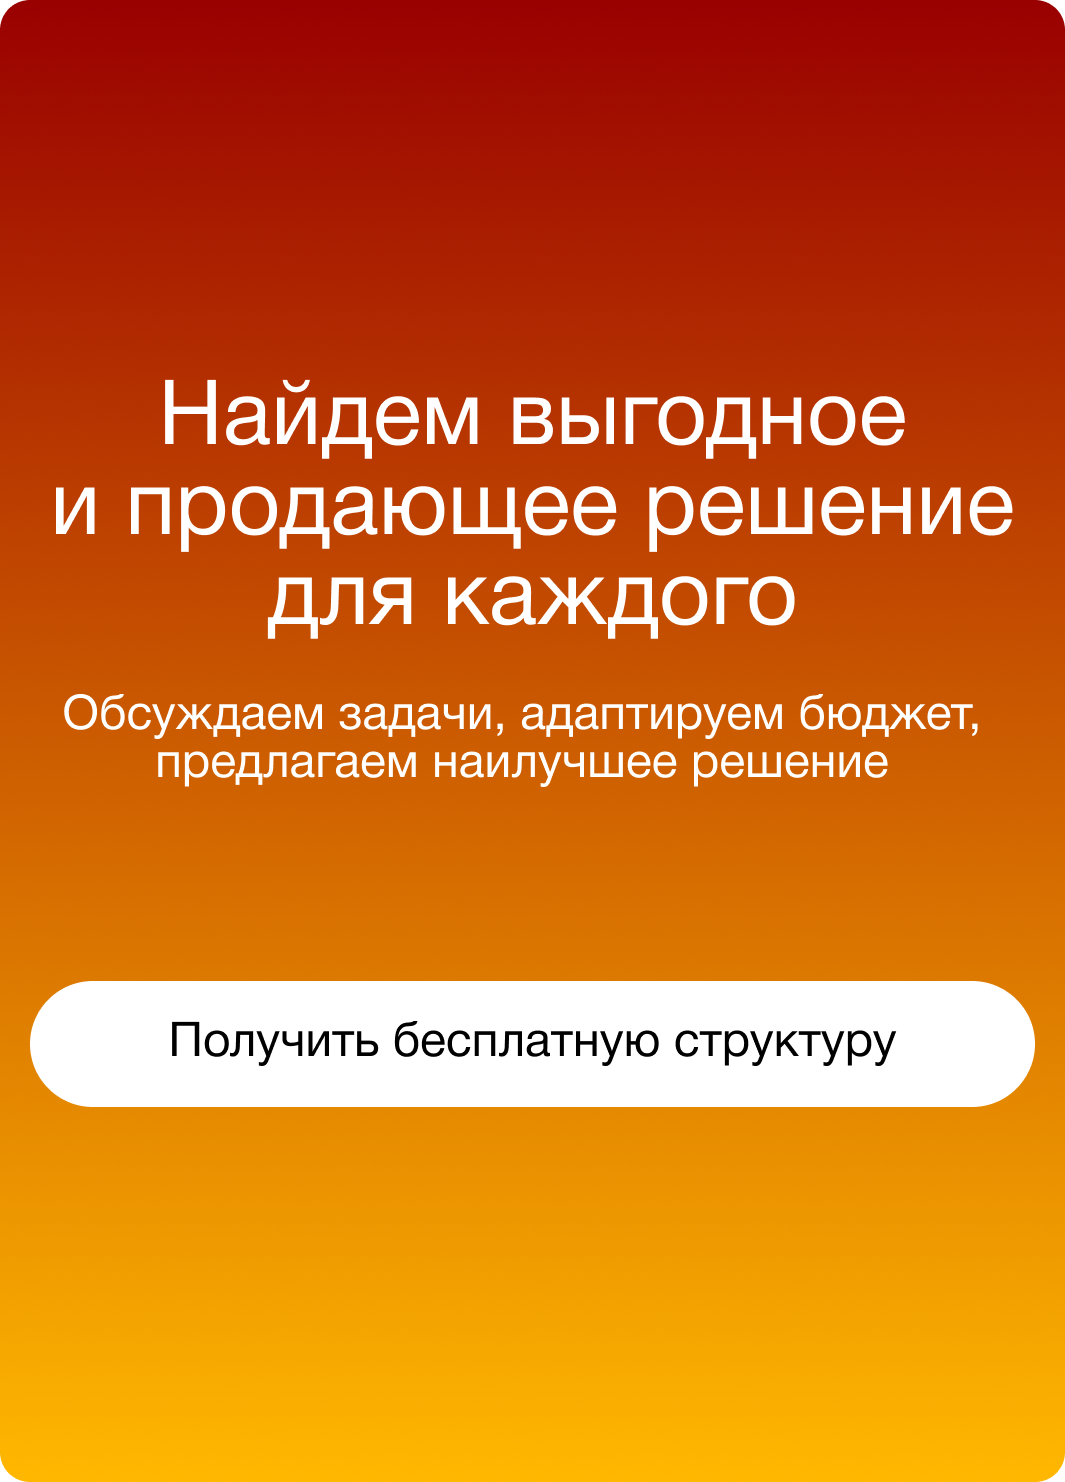 Найдем выгодное
и продающее решение
для каждого
Обсуждаем задачи, адаптируем бюджет,
предлагаем наилучшее решение
Получить бесплатную структуру